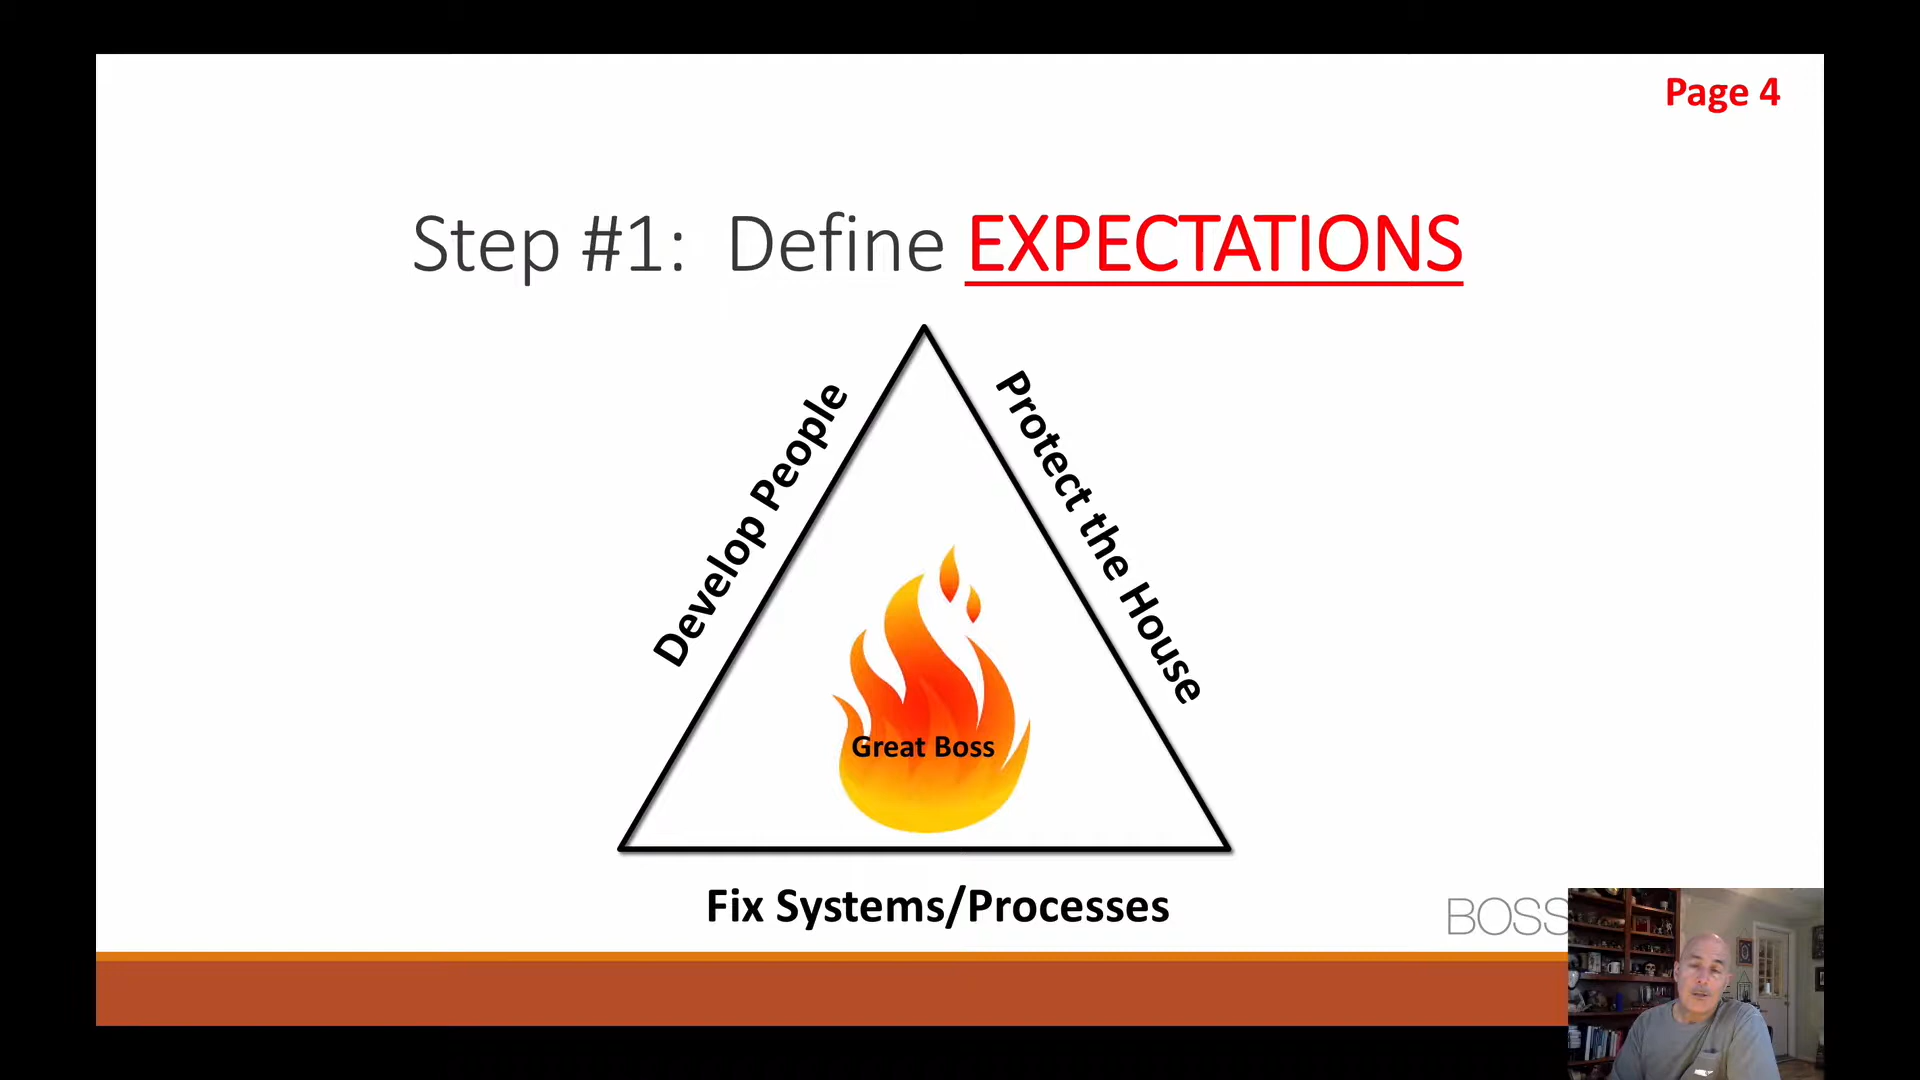 Page 4
Step #1: Define EXPECTATIONS
Develop People
Protect the House
Great Boss
Fix Systems/Processes
BOSS